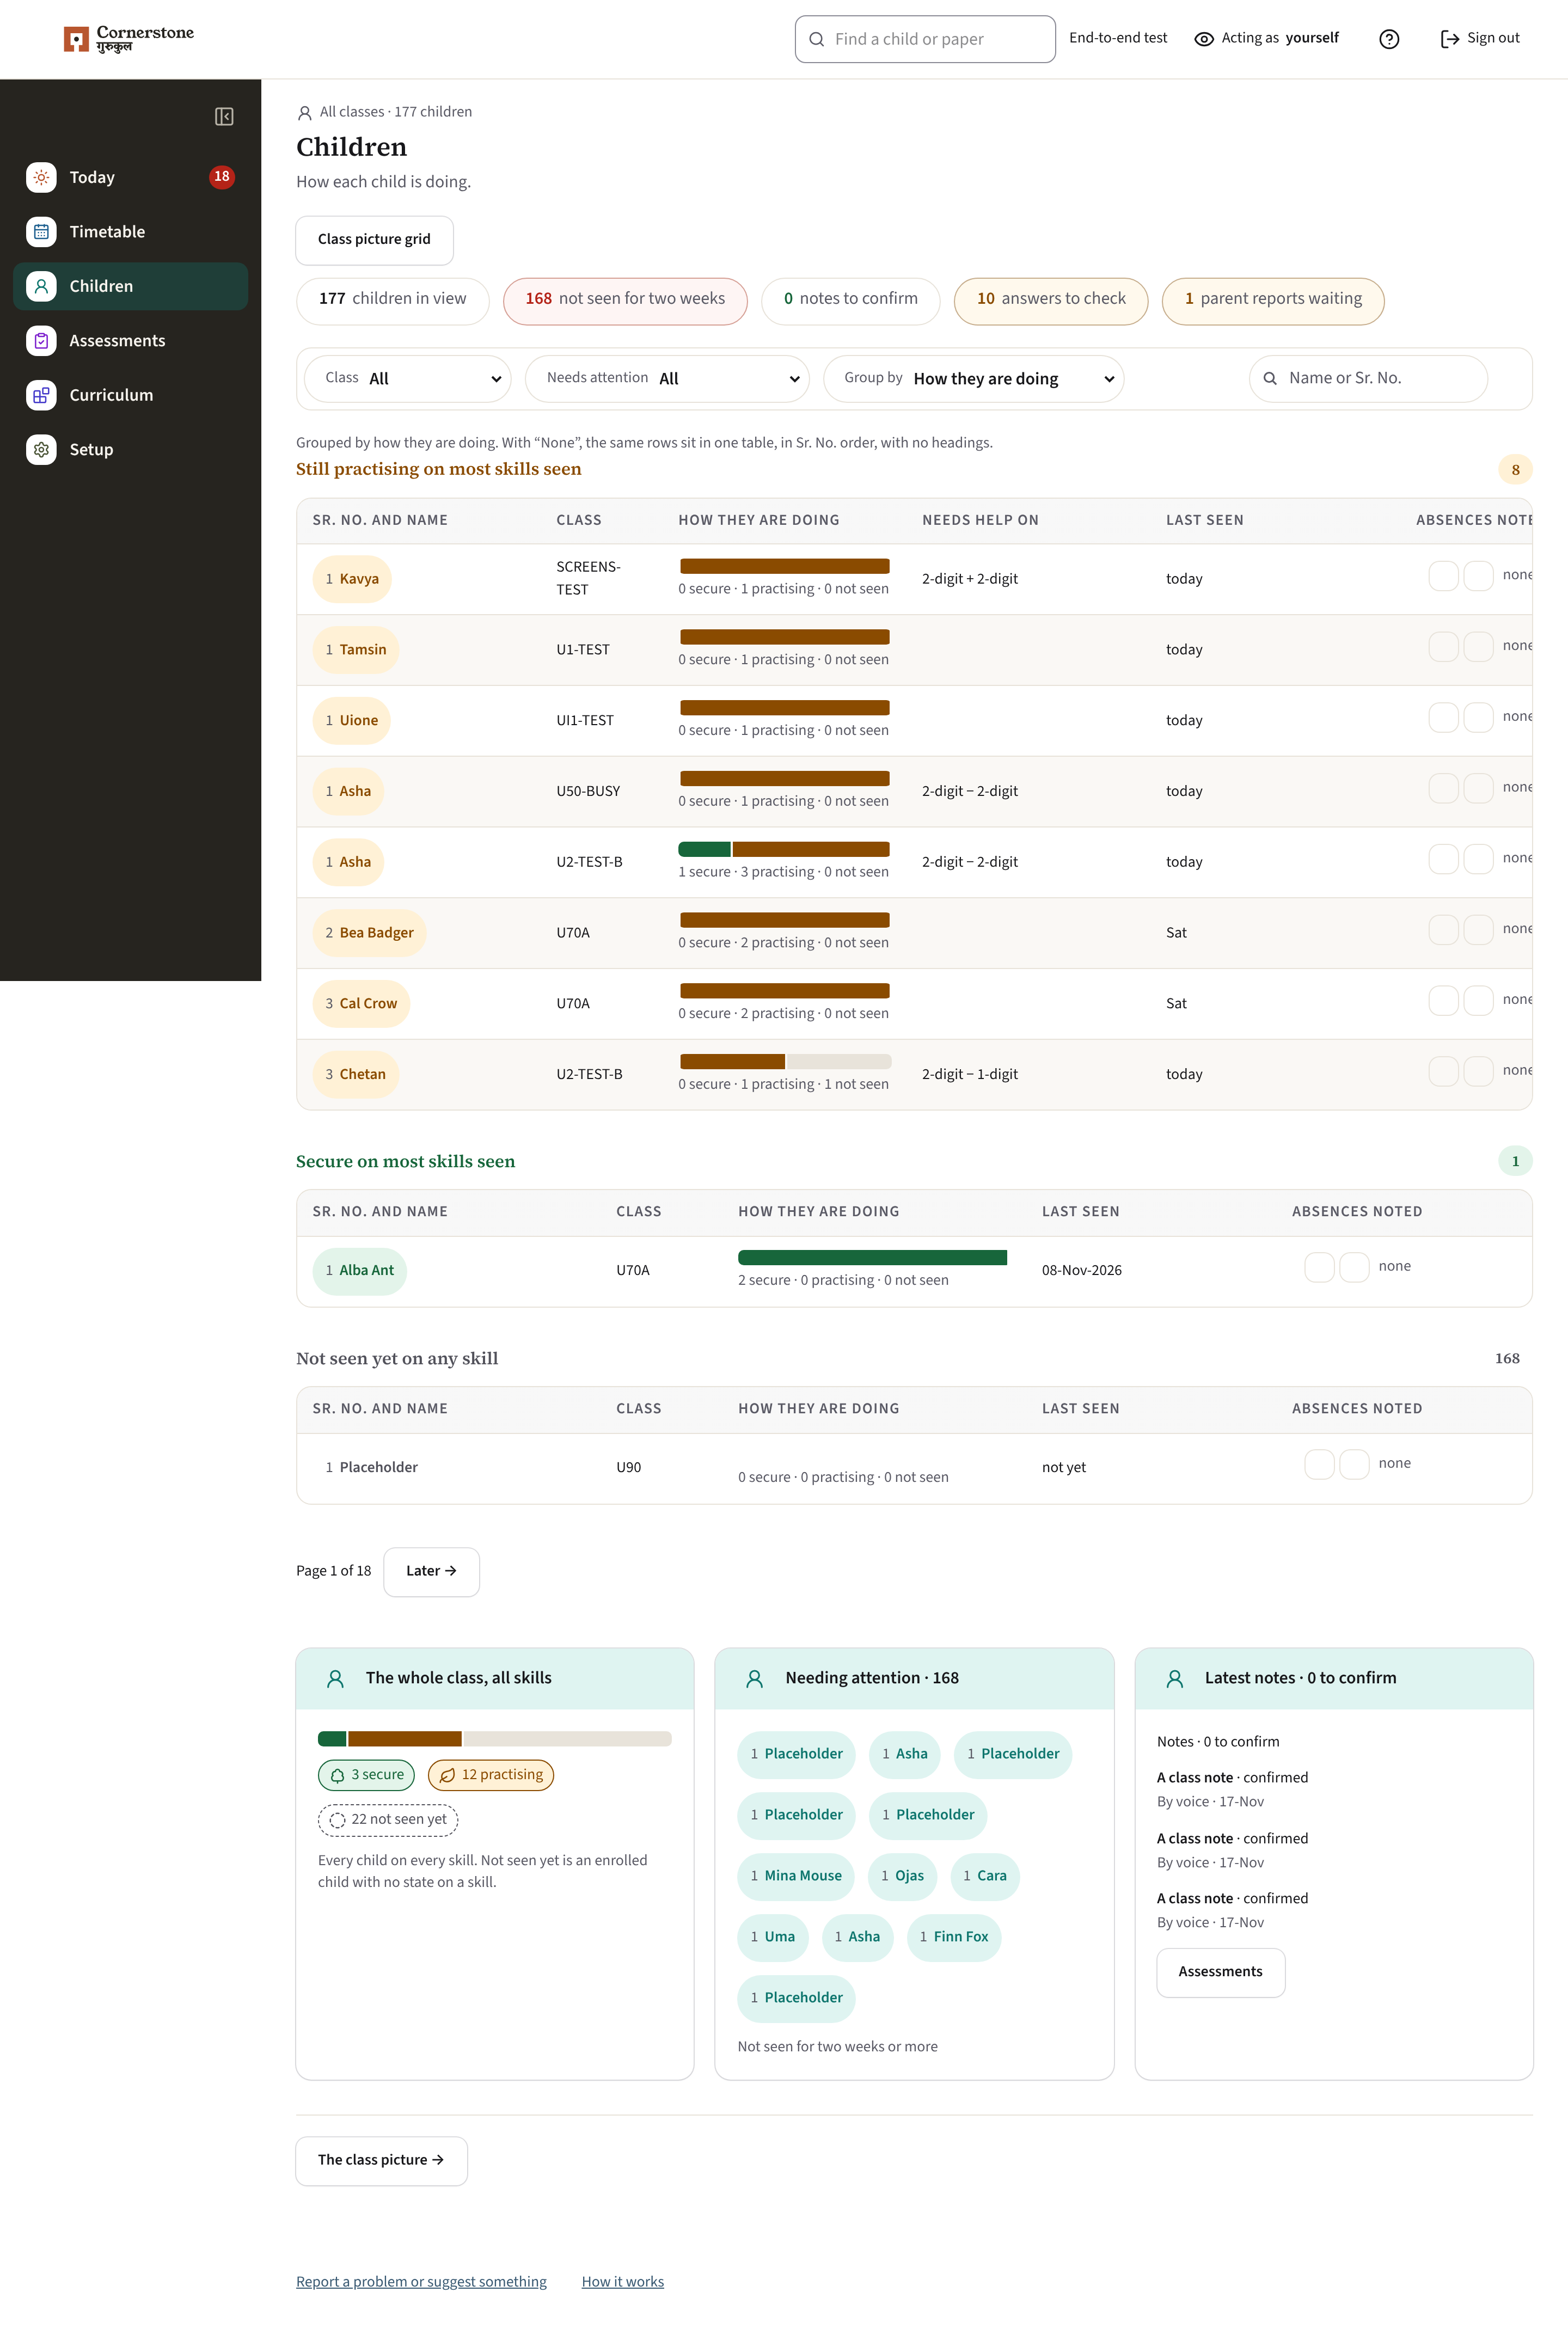 Cornerstone
गुरुकुल
Find a child or paper
End-to-end test
Acting as yourself
Sign out
Today 18
Timetable
Children
Assessments
Curriculum
Setup
All classes · 177 children
Children
How each child is doing.
Class picture grid
177 children in view
168 not seen for two weeks
0 notes to confirm
10 answers to check
1 parent reports waiting
Class All
Needs attention All
Group by How they are doing
Name or Sr. No.
Grouped by how they are doing. With “None”, the same rows sit in one table, in Sr. No. order, with no headings.
Still practising on most skills seen 8
SR. NO. AND NAME CLASS HOW THEY ARE DOING NEEDS HELP ON LAST SEEN ABSENCES NOTE
1 Kavya SCREENS-TEST 0 secure · 1 practising · 0 not seen 2-digit + 2-digit today none
1 Tamsin U1-TEST 0 secure · 1 practising · 0 not seen today none
1 Uione UI1-TEST 0 secure · 1 practising · 0 not seen today none
1 Asha U50-BUSY 0 secure · 1 practising · 0 not seen 2-digit − 2-digit today none
1 Asha U2-TEST-B 1 secure · 3 practising · 0 not seen 2-digit − 2-digit today none
2 Bea Badger U70A 0 secure · 2 practising · 0 not seen Sat none
3 Cal Crow U70A 0 secure · 2 practising · 0 not seen Sat none
3 Chetan U2-TEST-B 0 secure · 1 practising · 1 not seen 2-digit − 1-digit today none
Secure on most skills seen 1
SR. NO. AND NAME CLASS HOW THEY ARE DOING LAST SEEN ABSENCES NOTED
1 Alba Ant U70A 2 secure · 0 practising · 0 not seen 08-Nov-2026 none
Not seen yet on any skill 168
SR. NO. AND NAME CLASS HOW THEY ARE DOING LAST SEEN ABSENCES NOTED
1 Placeholder U90 0 secure · 0 practising · 0 not seen not yet none
Page 1 of 18 Later →
The whole class, all skills
3 secure 12 practising
22 not seen yet
Every child on every skill. Not seen yet is an enrolled
child with no state on a skill.
Needing attention · 168
1 Placeholder 1 Asha 1 Placeholder
1 Placeholder 1 Placeholder
1 Mina Mouse 1 Ojas 1 Cara
1 Uma 1 Asha 1 Finn Fox
1 Placeholder
Not seen for two weeks or more
Latest notes · 0 to confirm
Notes · 0 to confirm
A class note · confirmed
By voice · 17-Nov
A class note · confirmed
By voice · 17-Nov
A class note · confirmed
By voice · 17-Nov
Assessments
The class picture →
Report a problem or suggest something How it works